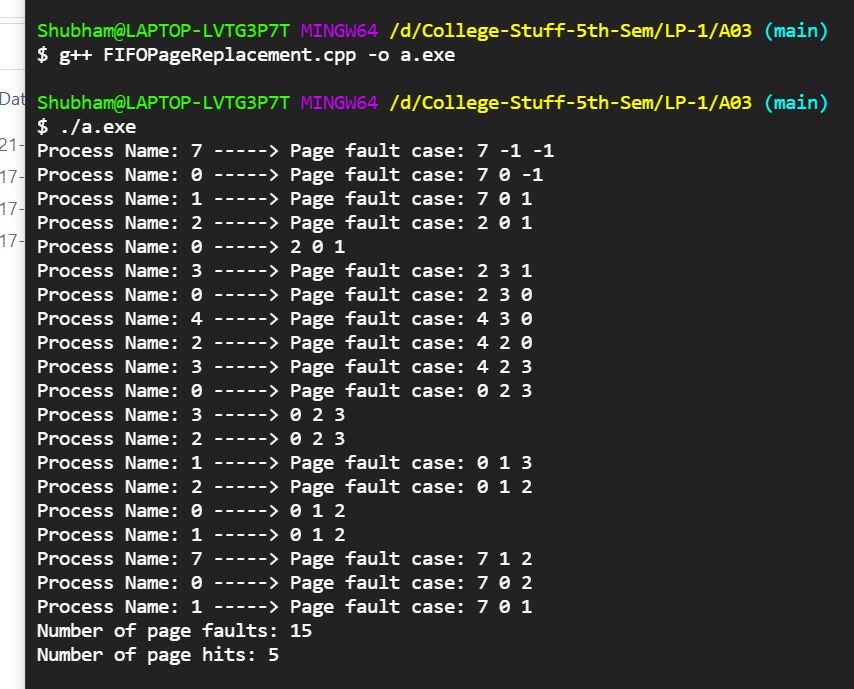 Shubham@LAPTOP-LVTG3P7T MINGW64 /d/College-Stuff-5th-Sem/LP-1/A03 (main)
$ g++ FIFOPageReplacement.cpp -o a.exe
Dat
Shubham@LAPTOP-LVTG3P7T MINGW64 /d/College-Stuff-5th-Sem/LP-1/A03 (main)
$ ./a.exe
21-
Process Name: 7 -----> Page fault case: 7 -1 -1
17-
Process Name: 0 -----> Page fault case: 7 0 -1
Process Name: 1 -----> Page fault case: 7 0 1
17-
Process Name: 2 -----> Page fault case: 2 0 1
17-
Process Name: 0 -----> 2 0 1
Process Name: 3 -----> Page fault case: 2 3 1
Process Name: 0 -----> Page fault case: 2 3 0
Process Name: 4 -----> Page fault case: 4 3 0
Process Name: 2 -----> Page fault case: 4 2 0
Process Name: 3 -----> Page fault case: 4 2 3
Process Name: 0 -----> Page fault case: 0 2 3
Process Name: 3 -----> 0 2 3
Process Name: 2 -----> 0 2 3
Process Name: 1 -----> Page fault case: 0 1 3
Process Name: 2 -----> Page fault case: 0 1 2
Process Name: 0 -----> 0 1 2
Process Name: 1 -----> 0 1 2
Process Name: 7 -----> Page fault case: 7 1 2
Process Name: 0 -----> Page fault case: 7 0 2
Process Name: 1 -----> Page fault case: 7 0 1
Number of page faults: 15
Number of page hits: 5